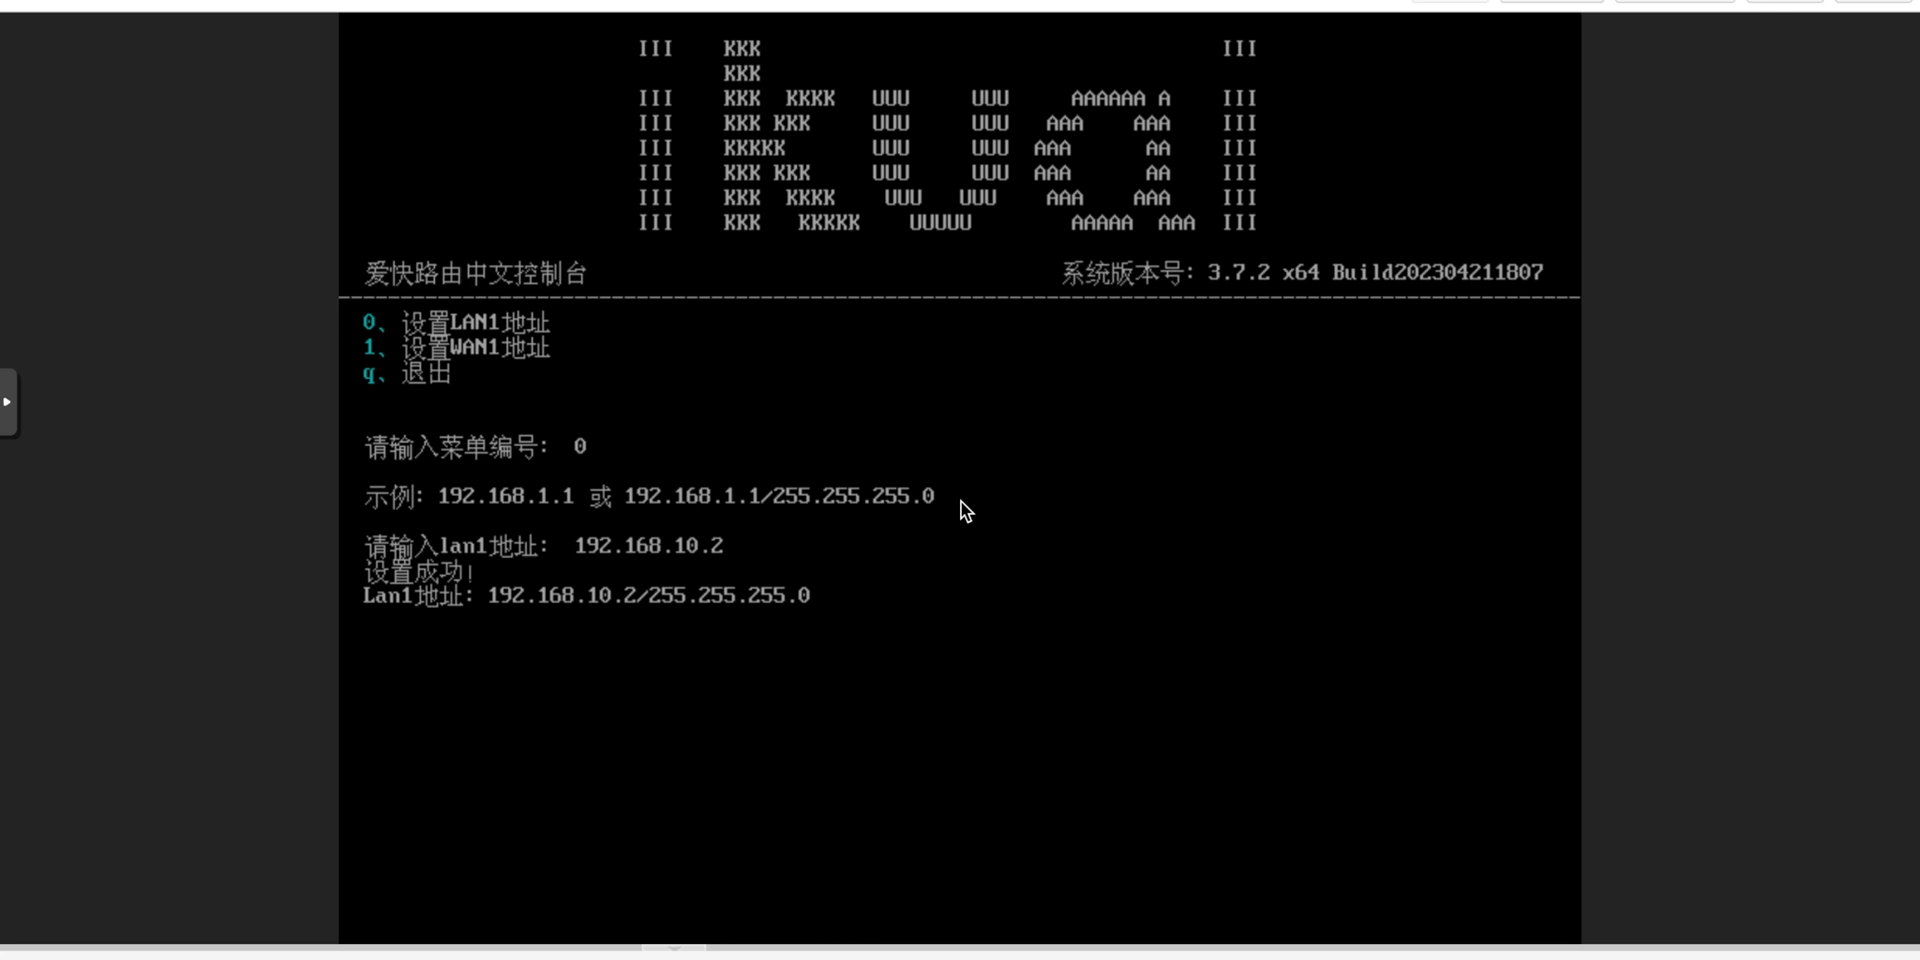 III    KKK                                     III
       KKK
III    KKK  KKKK   UUU     UUU     AAAAAA A    III
III    KKK KKK     UUU     UUU   AAA    AAA    III
III    KKKKK       UUU     UUU  AAA      AA    III
III    KKK KKK     UUU     UUU  AAA      AA    III
III    KKK  KKKK    UUU   UUU    AAA    AAA    III
III    KKK   KKKKK    UUUUU        AAAAA  AAA  III
爱快路由中文控制台 系统版本号: 3.7.2 x64 Build202304211807
0、设置LAN1地址
1、设置WAN1地址
q、退出
请输入菜单编号: 0
示例: 192.168.1.1 或 192.168.1.1/255.255.255.0
请输入lan1地址: 192.168.10.2
设置成功!
Lan1地址: 192.168.10.2/255.255.255.0